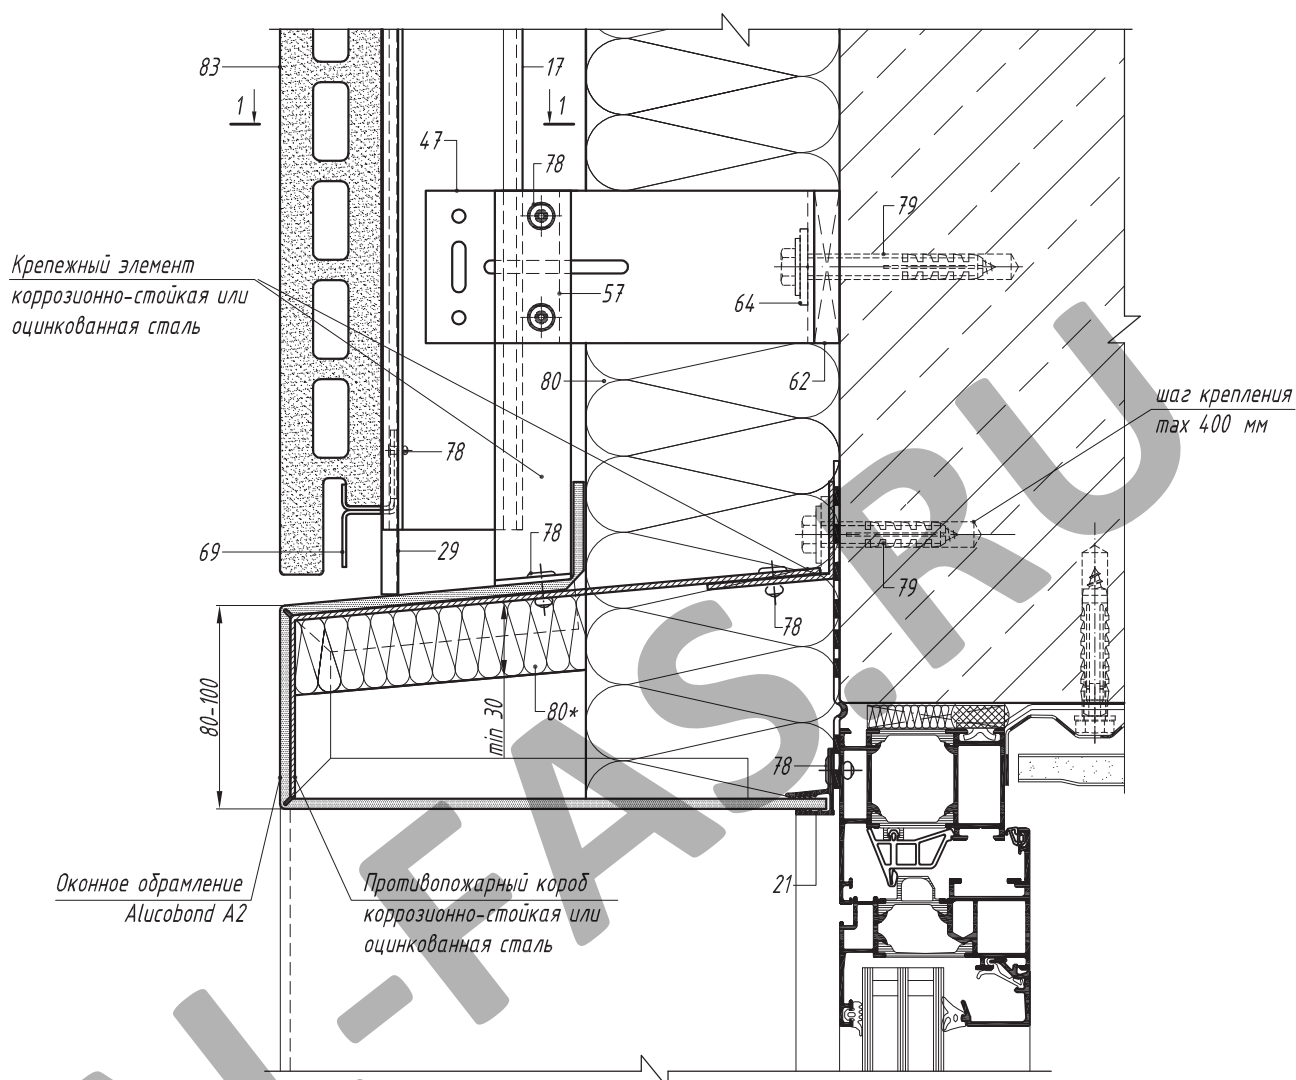 83
17
1
1
47
78
79
Крепежный элемент
коррозионно-стойкая или
оцинкованная сталь
57
64
80
62
шаг крепления
max 400 мм
78
69
29
78
79
78
80-100
min 30
80*
78
Оконное обрамление
Alucobond A2
Противопожарный короб
коррозионно-стойкая или
оцинкованная сталь
21
-FAS.RU